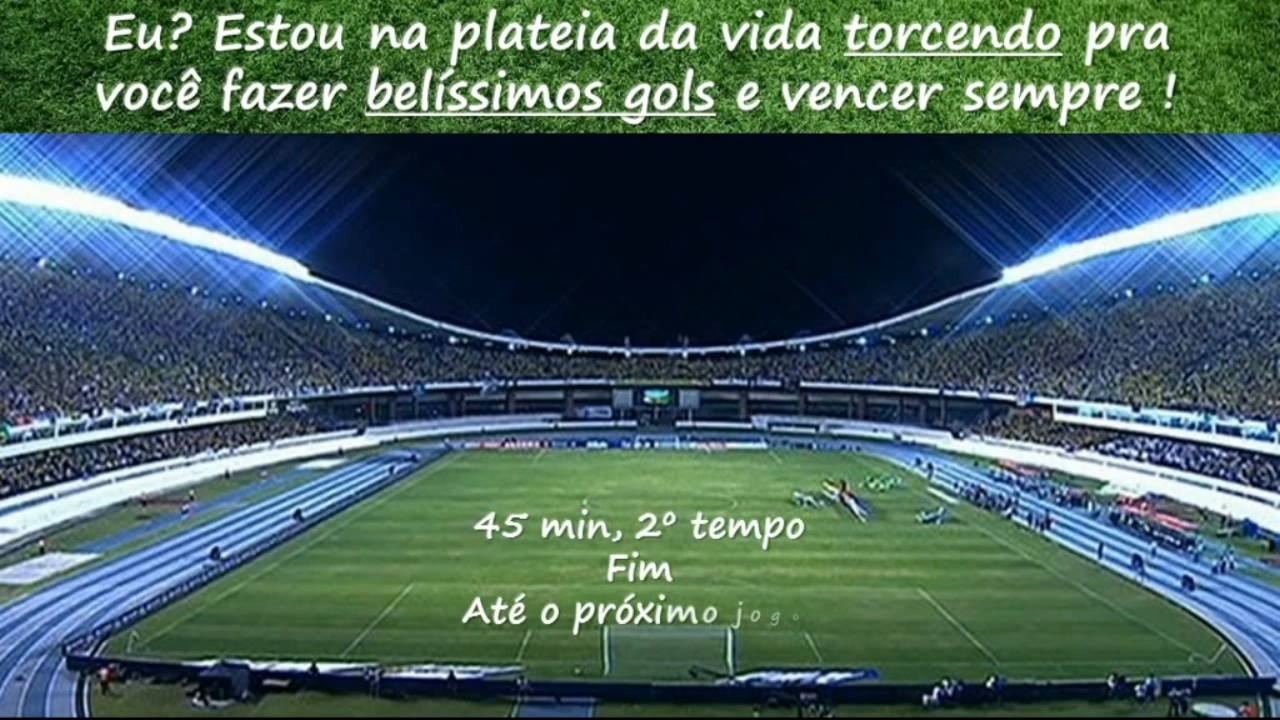 Eu? Estou na plateia da vida torcendo pra
você fazer belíssimos gols e vencer sempre !
45 min, 2º tempo
Fim
Até o próximo jogo